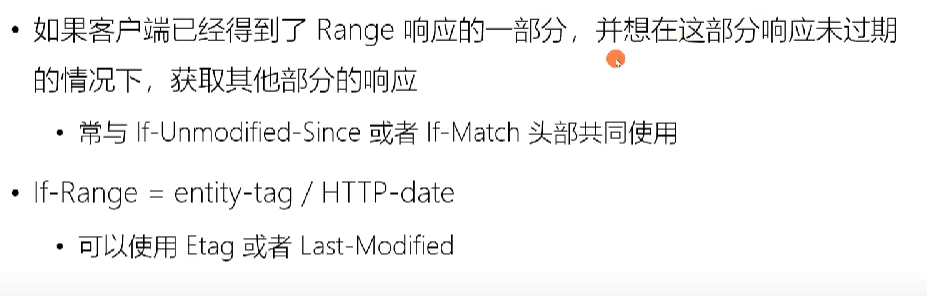 • 如果客户端已经得到了 Range 响应的一部分，并想在这部分响应未过期
的情况下，获取其他部分的响应
• 常与 If-Unmodified-Since 或者 If-Match 头部共同使用
• If-Range = entity-tag / HTTP-date
• 可以使用 Etag 或者 Last-Modified